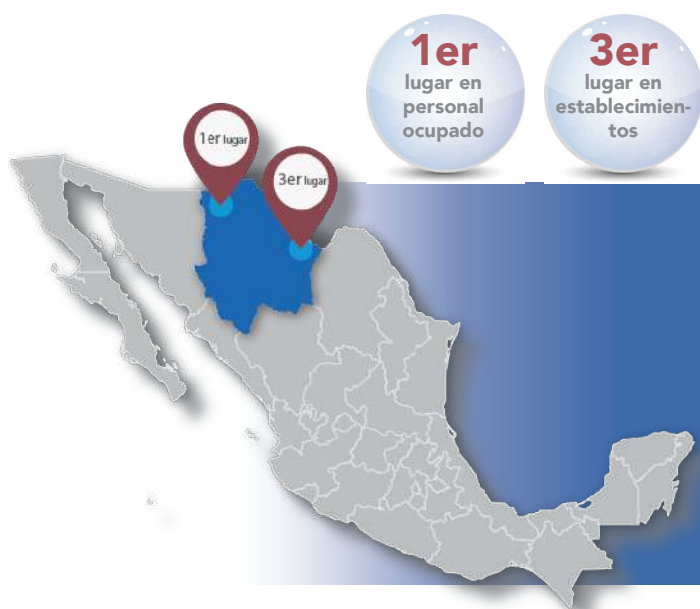 1er
lugar en
personal
ocupado
3er
lugar en
establecimien-
tos
1er lugar
3er lugar